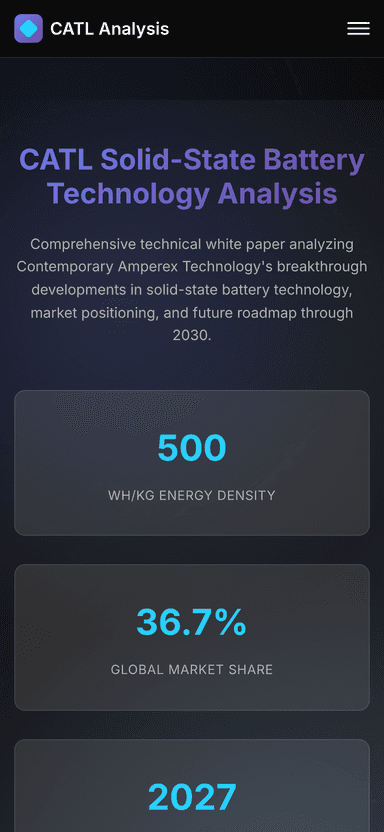 CATL Analysis
CATL Solid-State Battery
Technology Analysis
Comprehensive technical white paper analyzing
Contemporary Amperex Technology's breakthrough
developments in solid-state battery technology,
market positioning, and future roadmap through
2030.
500
WH/KG ENERGY DENSITY
36.7%
GLOBAL MARKET SHARE
2027